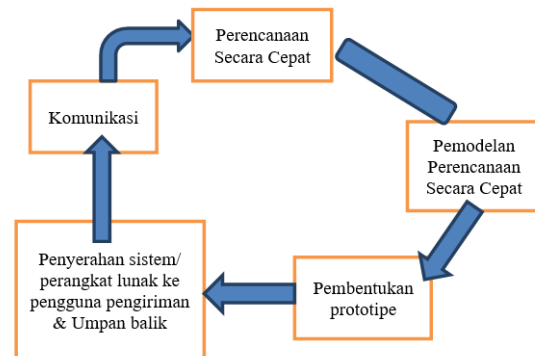 Perencanaan
Secara Cepat
Komunikasi
Pemodelan
Perencanaan
Secara Cepat
Penyerahan sistem/
perangkat lunak ke
pengguna pengiriman
& Umpan balik
Pembentukan
prototipe